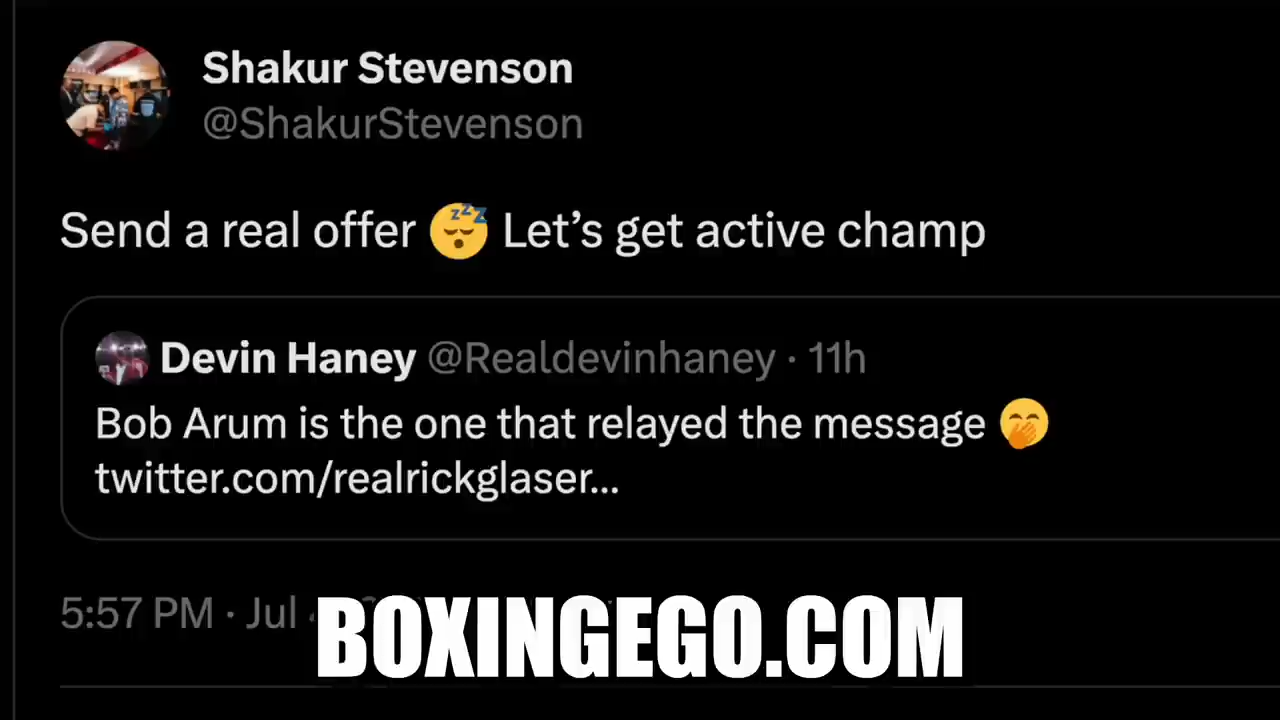 Shakur Stevenson
@ShakurStevenson
Send a real offer 😴 Let’s get active champ
Devin Haney @Realdevinhaney · 11h
Bob Arum is the one that relayed the message 🤭
twitter.com/realrickglaser...
5:57 PM · Jul
BOXINGEGO.COM